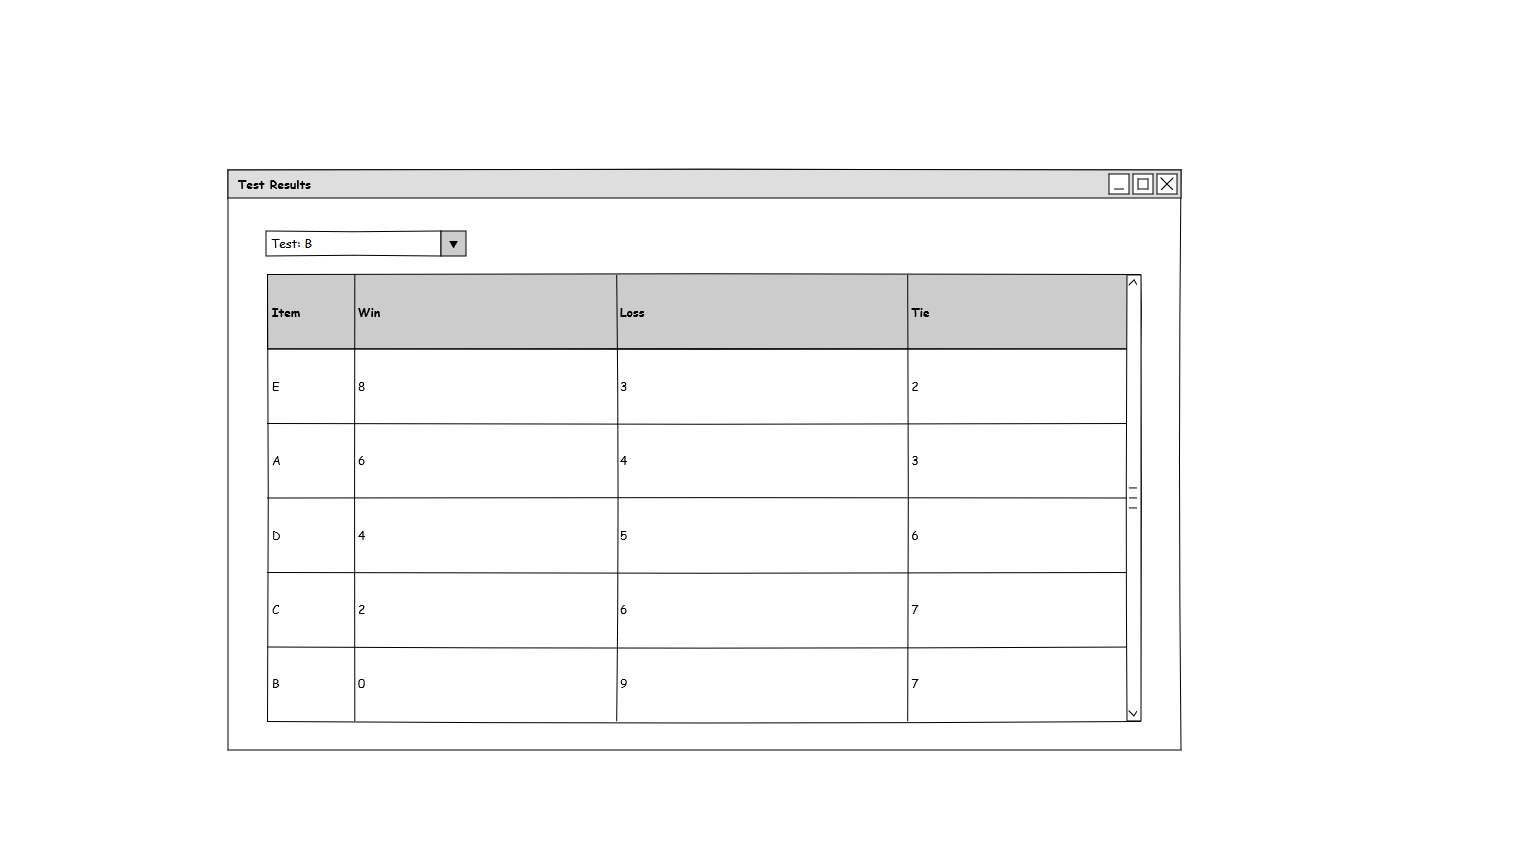 Test Results
Test: B
Item Win Loss Tie
E 8 3 2
A 6 4 3
D 4 5 6
C 2 6 7
B 0 9 7